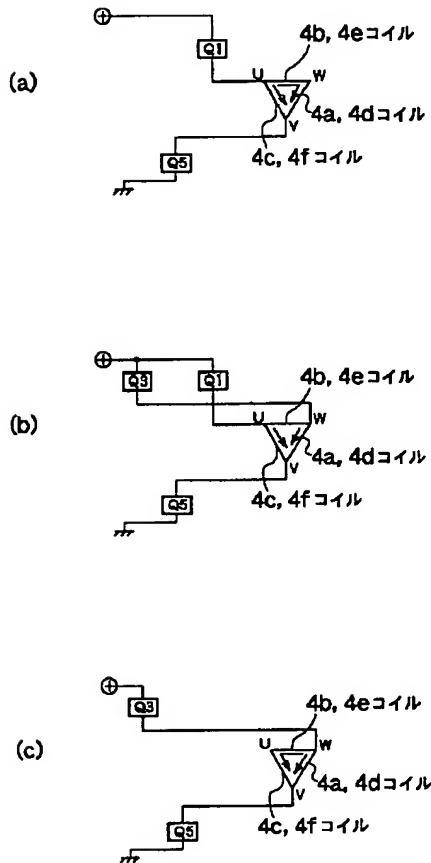 (a)
⊕
Q1
4b, 4eコイル
U
W
4a, 4dコイル
V
4c, 4fコイル
Q5
(b)
⊕
Q3
Q1
4b, 4eコイル
U
W
4a, 4dコイル
V
4c, 4fコイル
Q5
(c)
⊕
Q3
4b, 4eコイル
U
W
4a, 4dコイル
V
4c, 4fコイル
Q5